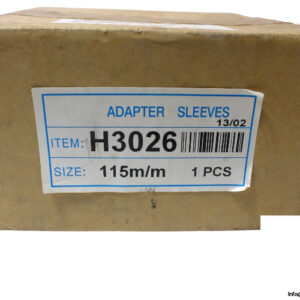 ADAPTER SLEEVES
13/02
ITEM: H3026
SIZE: 115m/m 1 PCS